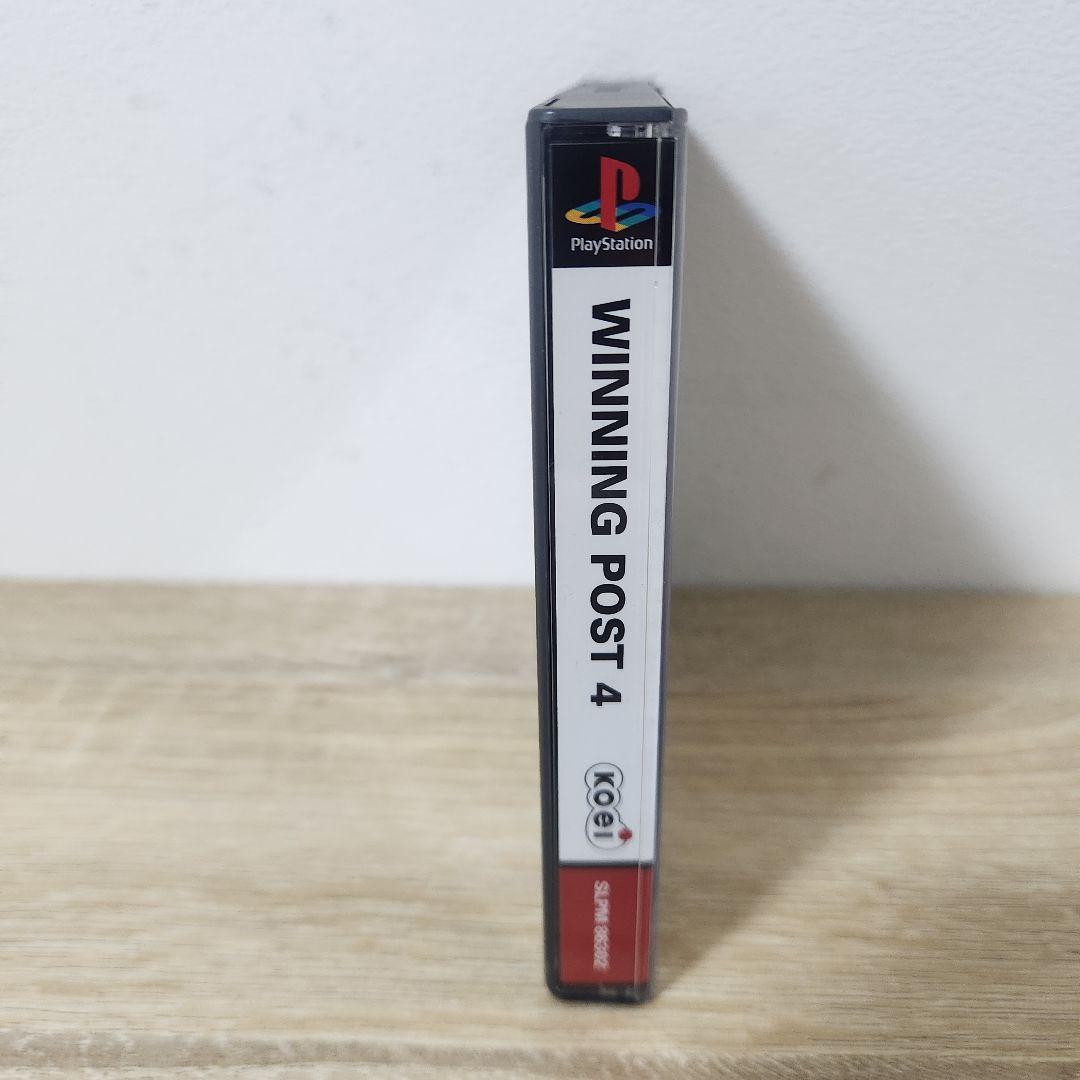 PlayStation
WINNING POST 4
KOEI
SLPM 86392